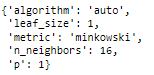 {'algorithm': 'auto',
'leaf_size': 1,
'metric': 'minkowski',
'n_neighbors': 16,
'p': 1}